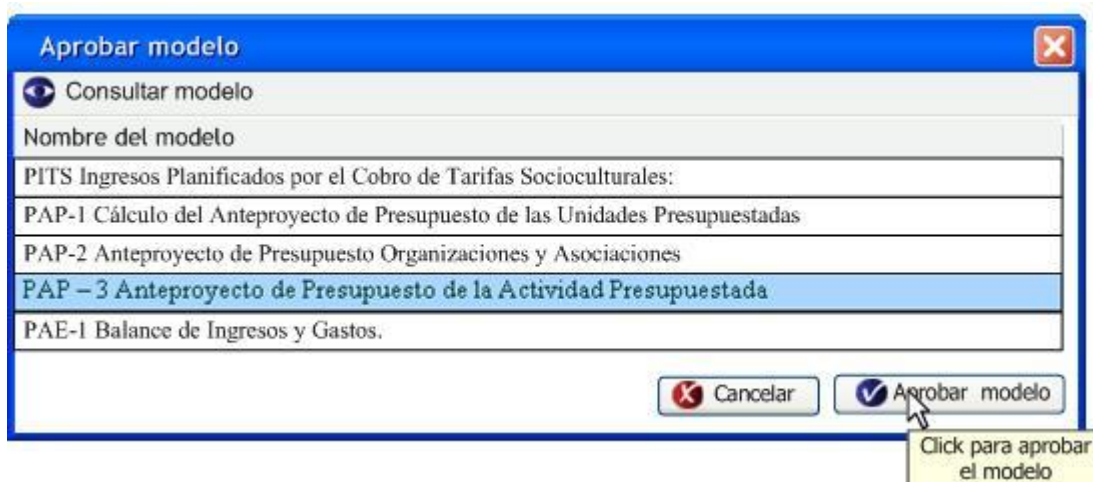 Aprobar modelo
Consultar modelo
Nombre del modelo
PITS Ingresos Planificados por el Cobro de Tarifas Socioculturales:
PAP-1 Cálculo del Anteproyecto de Presupuesto de las Unidades Presupuestadas
PAP-2 Anteproyecto de Presupuesto Organizaciones y Asociaciones
PAP – 3 Anteproyecto de Presupuesto de la Actividad Presupuestada
PAE-1 Balance de Ingresos y Gastos.
Cancelar
Aprobar modelo
Click para aprobar
el modelo